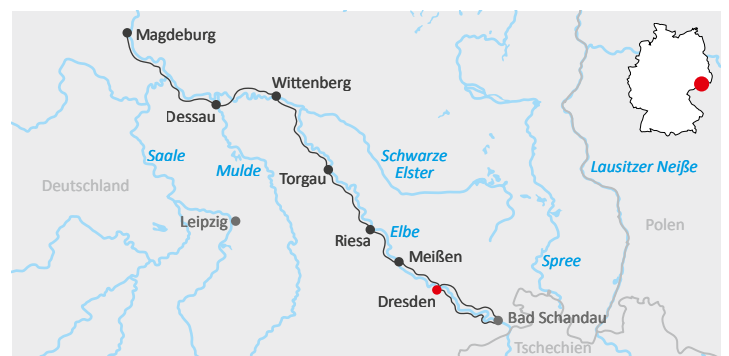 Magdeburg
Wittenberg
Dessau
Saale
Mulde
Schwarze
Elster
Lausitzer Neiße
Torgau
Deutschland
Leipzig
Polen
Riesa
Elbe
Meißen
Spree
Dresden
Bad Schandau
Tschechien